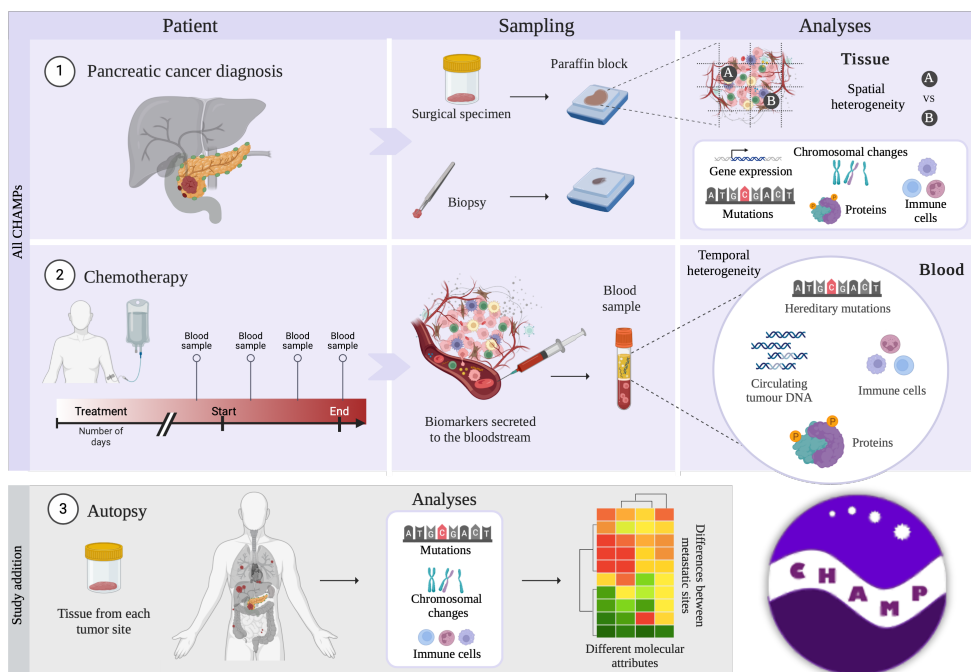 Patient
Sampling
Analyses
All CHAMPs
1
Pancreatic cancer diagnosis
Surgical specimen
Paraffin block
Biopsy
A
B
Tissue
Spatial
heterogeneity
A
vs
B
Gene expression
Chromosomal changes
A T G C G A C T
Mutations
P
P
Proteins
Immune
cells
2
Chemotherapy
Blood
sample
Blood
sample
Blood
sample
Blood
sample
Treatment
Start
End
Number of
days
Biomarkers secreted
to the bloodstream
Blood
sample
Temporal
heterogeneity
Blood
A T G C G A C T
Hereditary mutations
Circulating
tumour DNA
Immune cells
P
P
Proteins
Study addition
3
Autopsy
Tissue from each
tumor site
Analyses
A T G C G A C T
Mutations
Chromosomal
changes
Immune cells
Differences between
metastatic sites
Different molecular
attributes
CHAMP